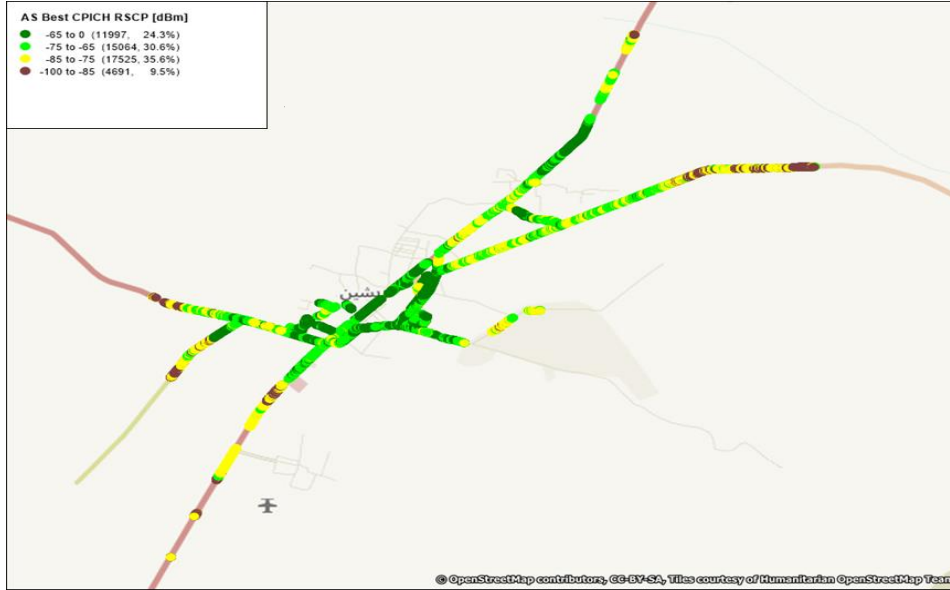 AS Best CPICH RSCP [dBm]
-65 to 0 (11997, 24.3%)
-75 to -65 (15064, 30.6%)
-85 to -75 (17525, 35.6%)
-100 to -85 (4691, 9.5%)
© OpenStreetMap contributors, CC-BY-SA, Tiles courtesy of Humanitarian OpenStreetMap Team